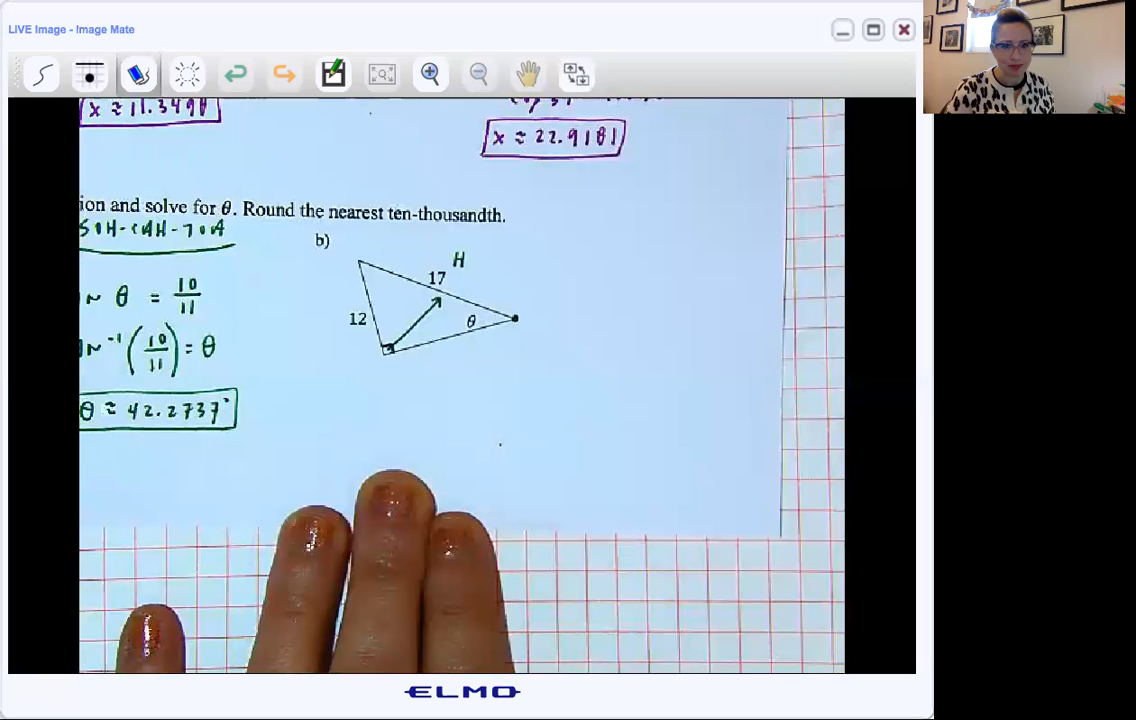 LIVE Image - Image Mate
x ≈ 11.3498
x ≈ 22.9181
ion and solve for θ. Round the nearest ten-thousandth.
SOH-CAH-TOA
b)
H
17
θ = 10/11
12
θ
⁻¹(10/11) = θ
θ ≈ 42.2737°
ELMO